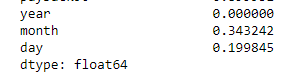 year 0.000000
month 0.343242
day 0.199845
dtype: float64